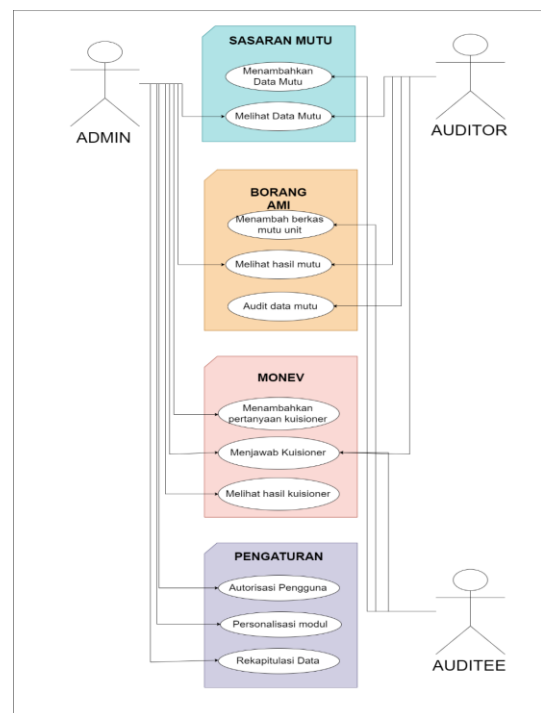 SASARAN MUTU
Menambahkan
Data Mutu
Melihat Data Mutu
ADMIN
AUDITOR
BORANG
AMI
Menambah berkas
mutu unit
Melihat hasil mutu
Audit data mutu
MONEV
Menambahkan
pertanyaan kuisioner
Menjawab Kuisioner
Melihat hasil kuisioner
PENGATURAN
Autorisasi Pengguna
Personalisasi modul
Rekapitulasi Data
AUDITEE